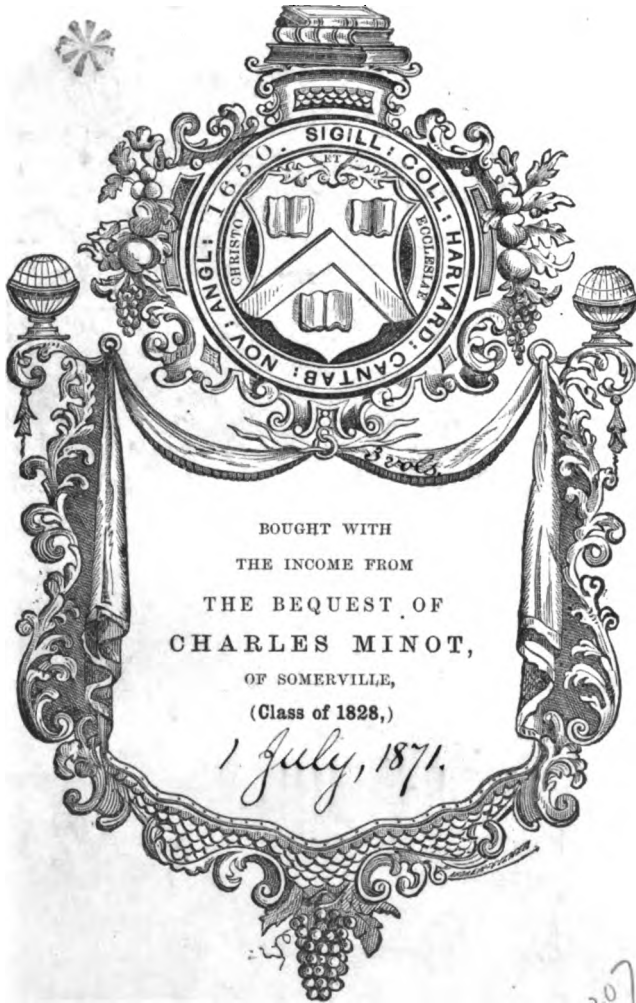 SIGILL: COLL: HARVARD: CANTAB: NOV: ANGL: 1650.
ET
CHRISTO
ECCLESIAE
3 vols.
BOUGHT WITH
THE INCOME FROM
THE BEQUEST OF
CHARLES MINOT,
OF SOMERVILLE,
(Class of 1828,)
1 July, 1871.